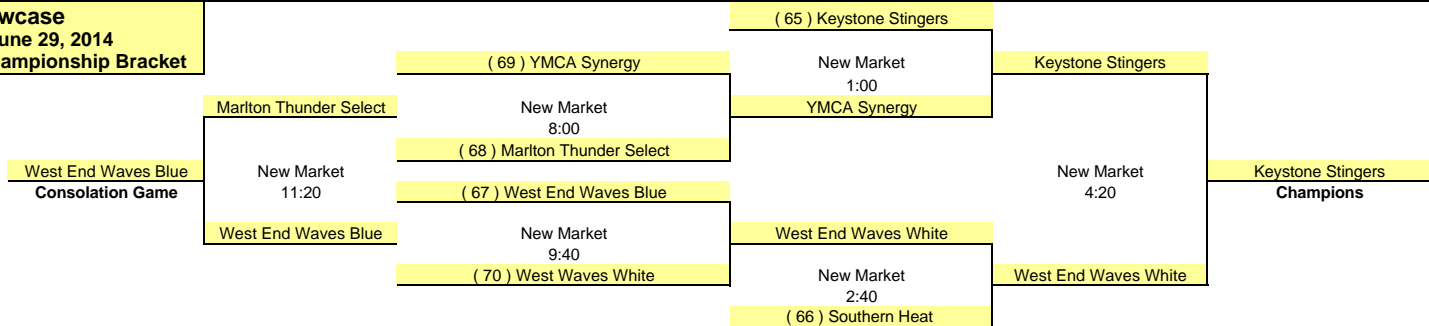 wcase
une 29, 2014
ampionship Bracket
( 65 ) Keystone Stingers
( 69 ) YMCA Synergy
New Market
Keystone Stingers
1:00
Marlton Thunder Select
New Market
YMCA Synergy
8:00
( 68 ) Marlton Thunder Select
West End Waves Blue
New Market
New Market
Keystone Stingers
Consolation Game
11:20
( 67 ) West End Waves Blue
4:20
Champions
West End Waves Blue
New Market
West End Waves White
9:40
( 70 ) West Waves White
New Market
West End Waves White
2:40
( 66 ) Southern Heat